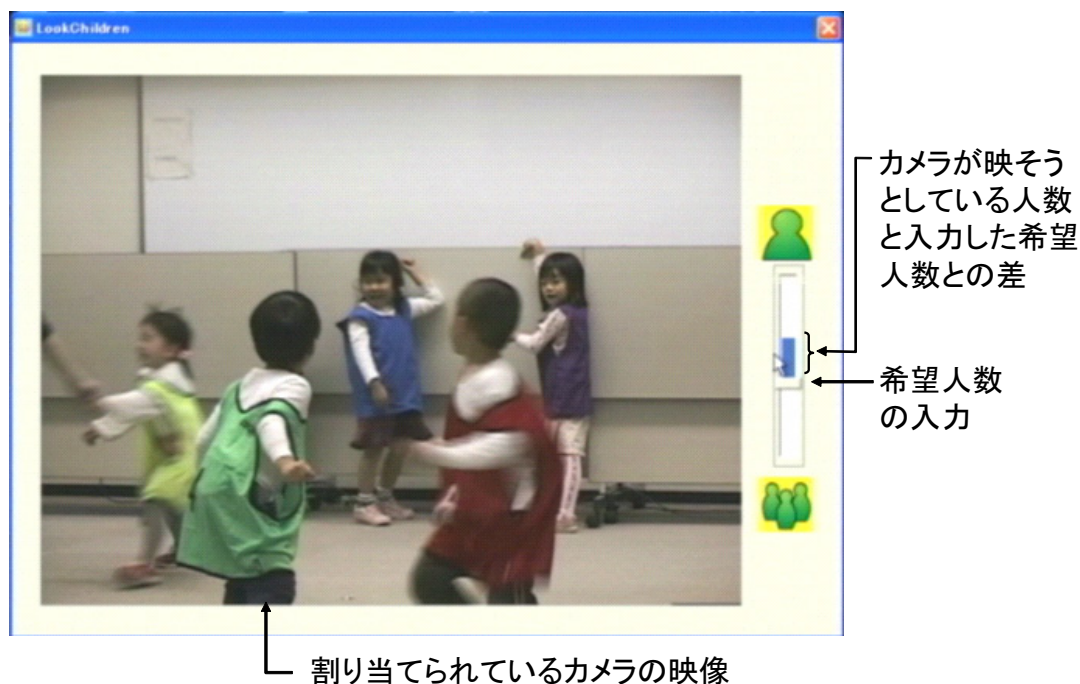 LookChildren
カメラが映そう
としている人数
と入力した希望
人数との差
希望人数
の入力
割り当てられているカメラの映像